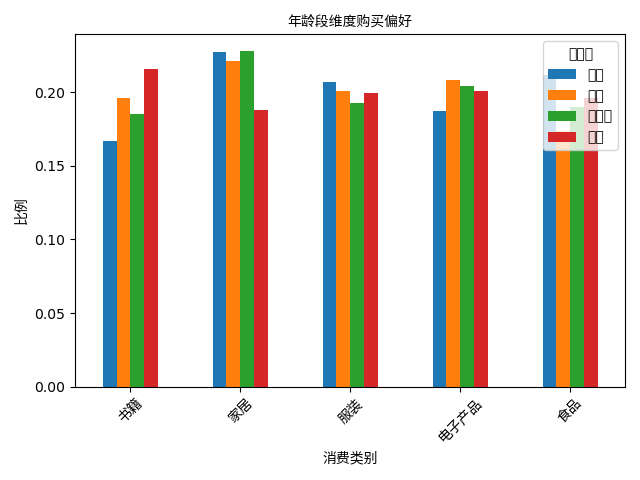 年龄段维度购买偏好
比例
0.20
0.15
0.10
0.05
0.00
书籍
家居
服装
电子产品
食品
消费类别